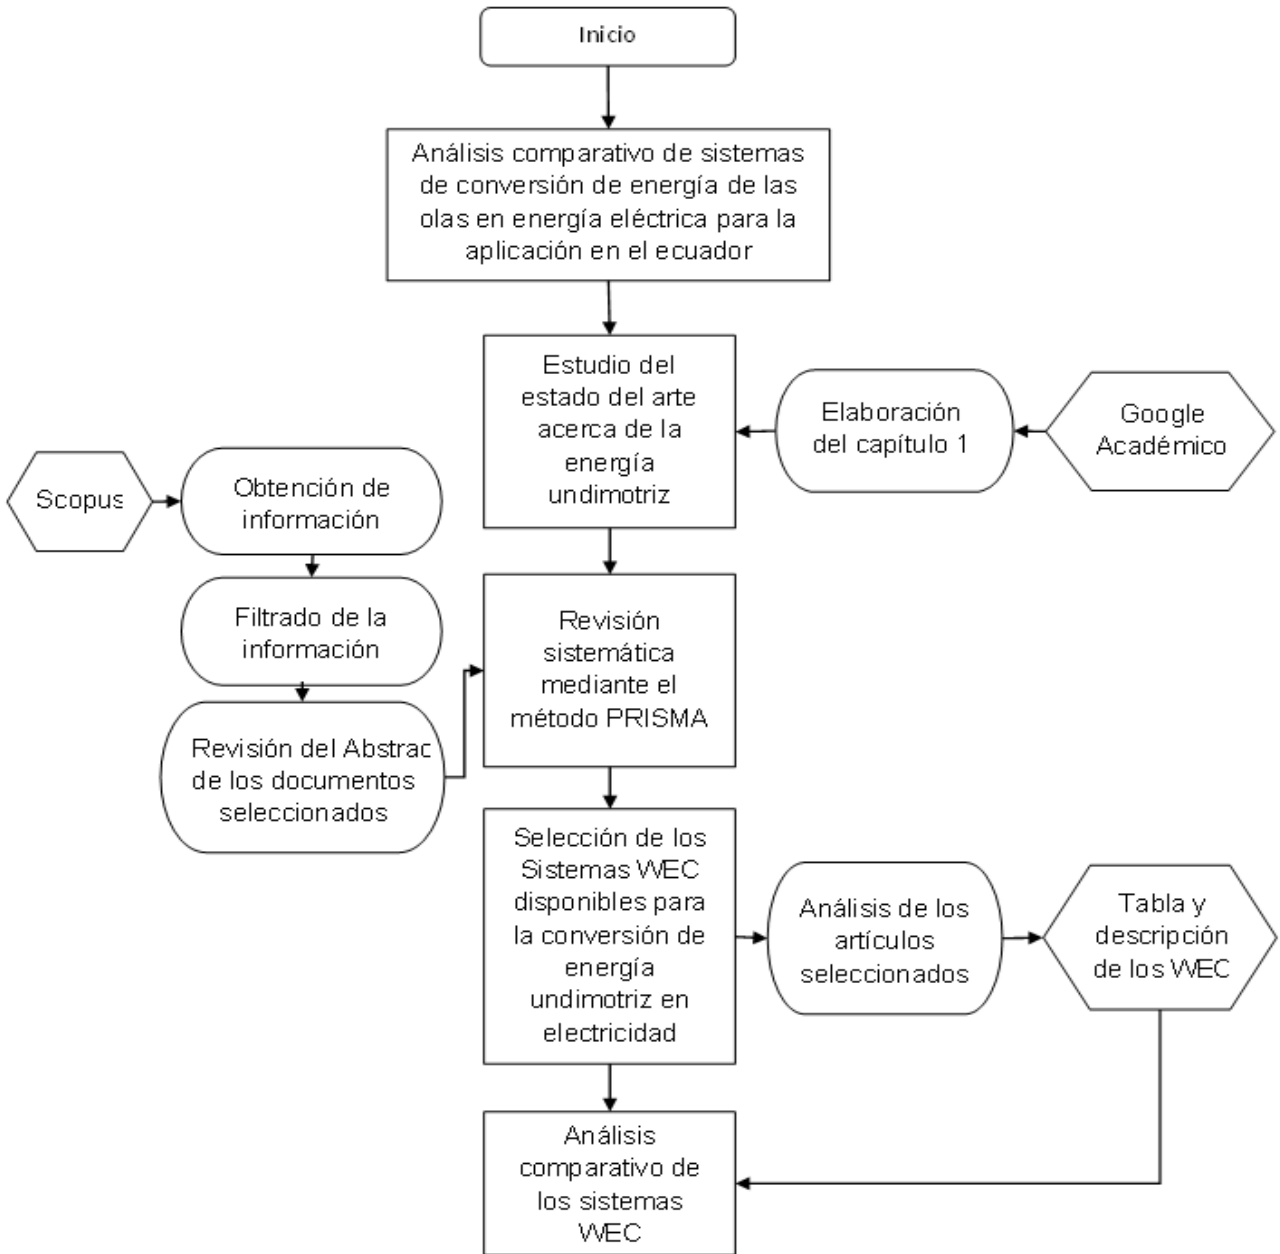 Inicio
Análisis comparativo de sistemas
de conversión de energía de las
olas en energía eléctrica para la
aplicación en el ecuador
Estudio del
estado del arte
acerca de la
energía
undimotriz
Elaboración
del capítulo 1
Google
Académico
Scopus
Obtención de
información
Filtrado de la
información
Revisión del Abstrac
de los documentos
seleccionados
Revisión
sistemática
mediante el
método PRISMA
Selección de los
Sistemas WEC
disponibles para
la conversión de
energía
undimotriz en
electricidad
Análisis de los
artículos
seleccionados
Tabla y
descripción
de los WEC
Análisis
comparativo de
los sistemas
WEC